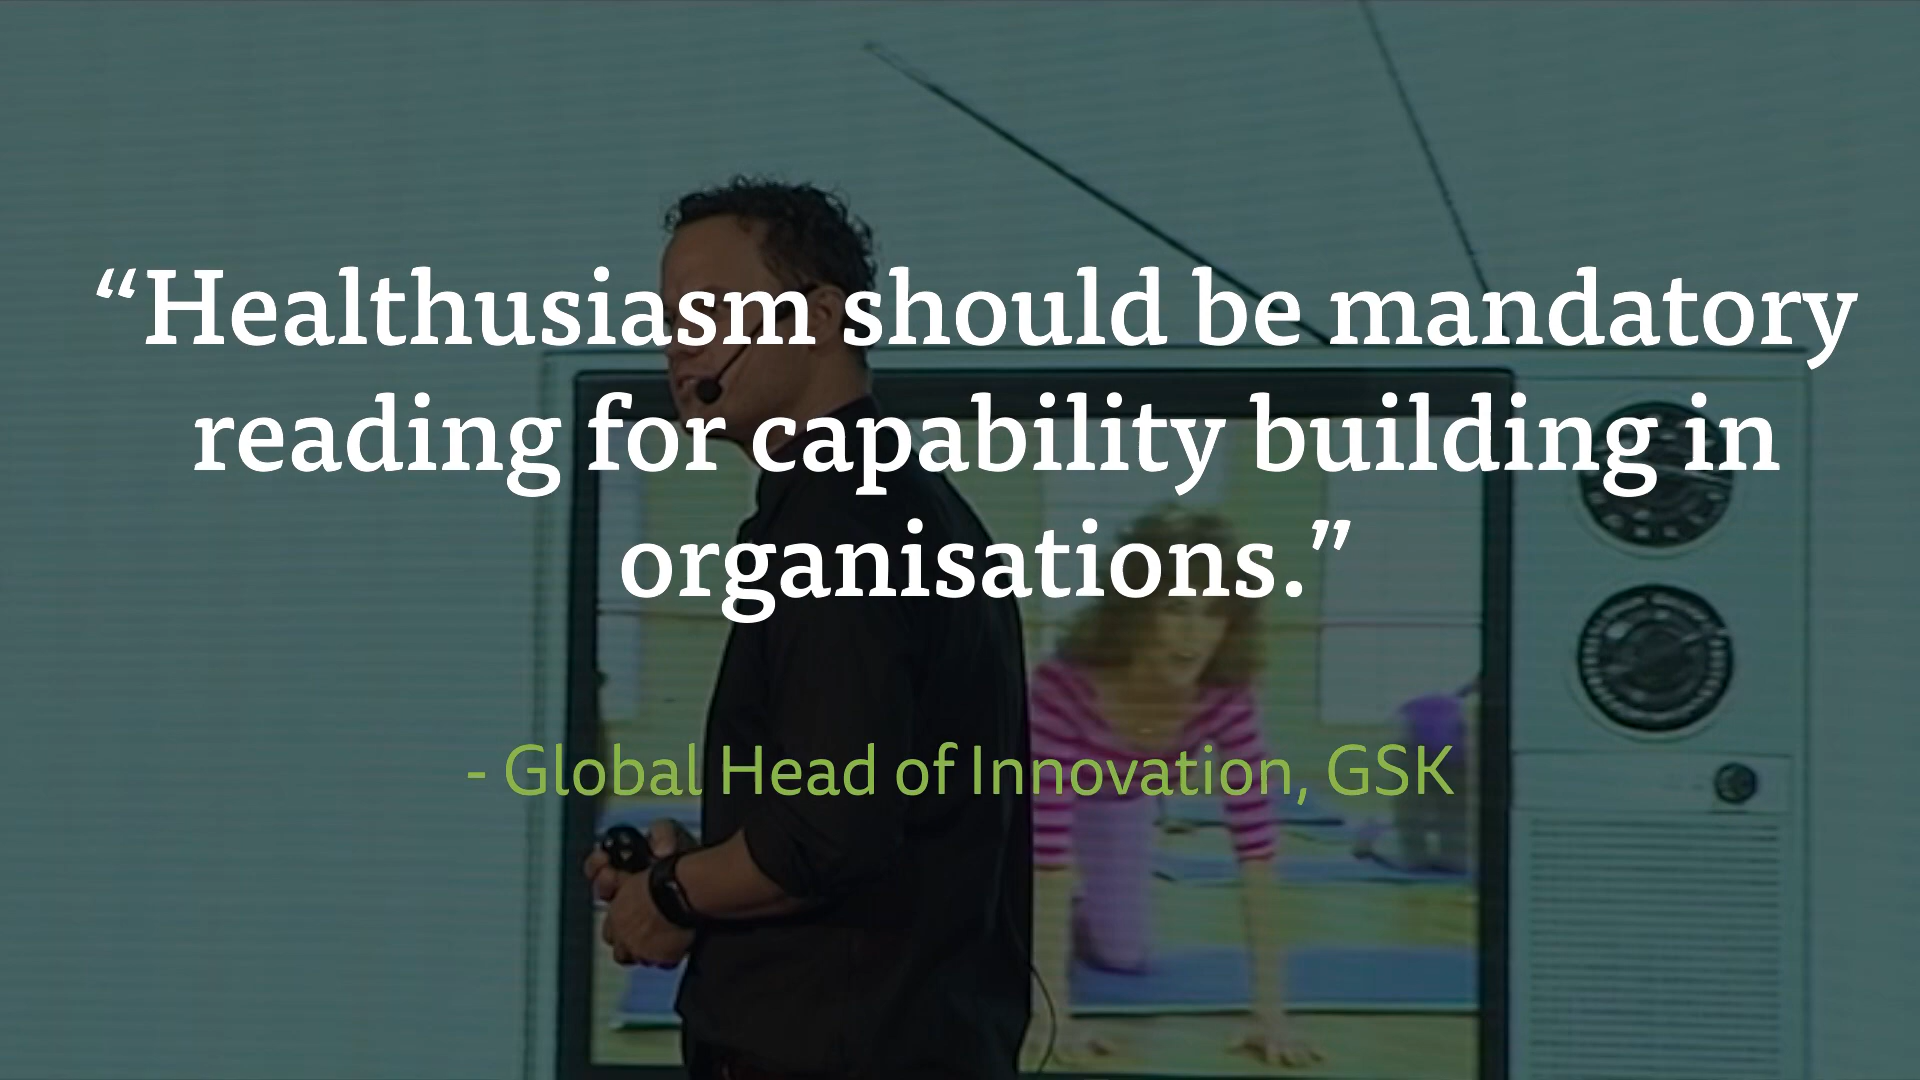 “Healthusiasm should be mandatory
reading for capability building in
organisations.”
- Global Head of Innovation, GSK